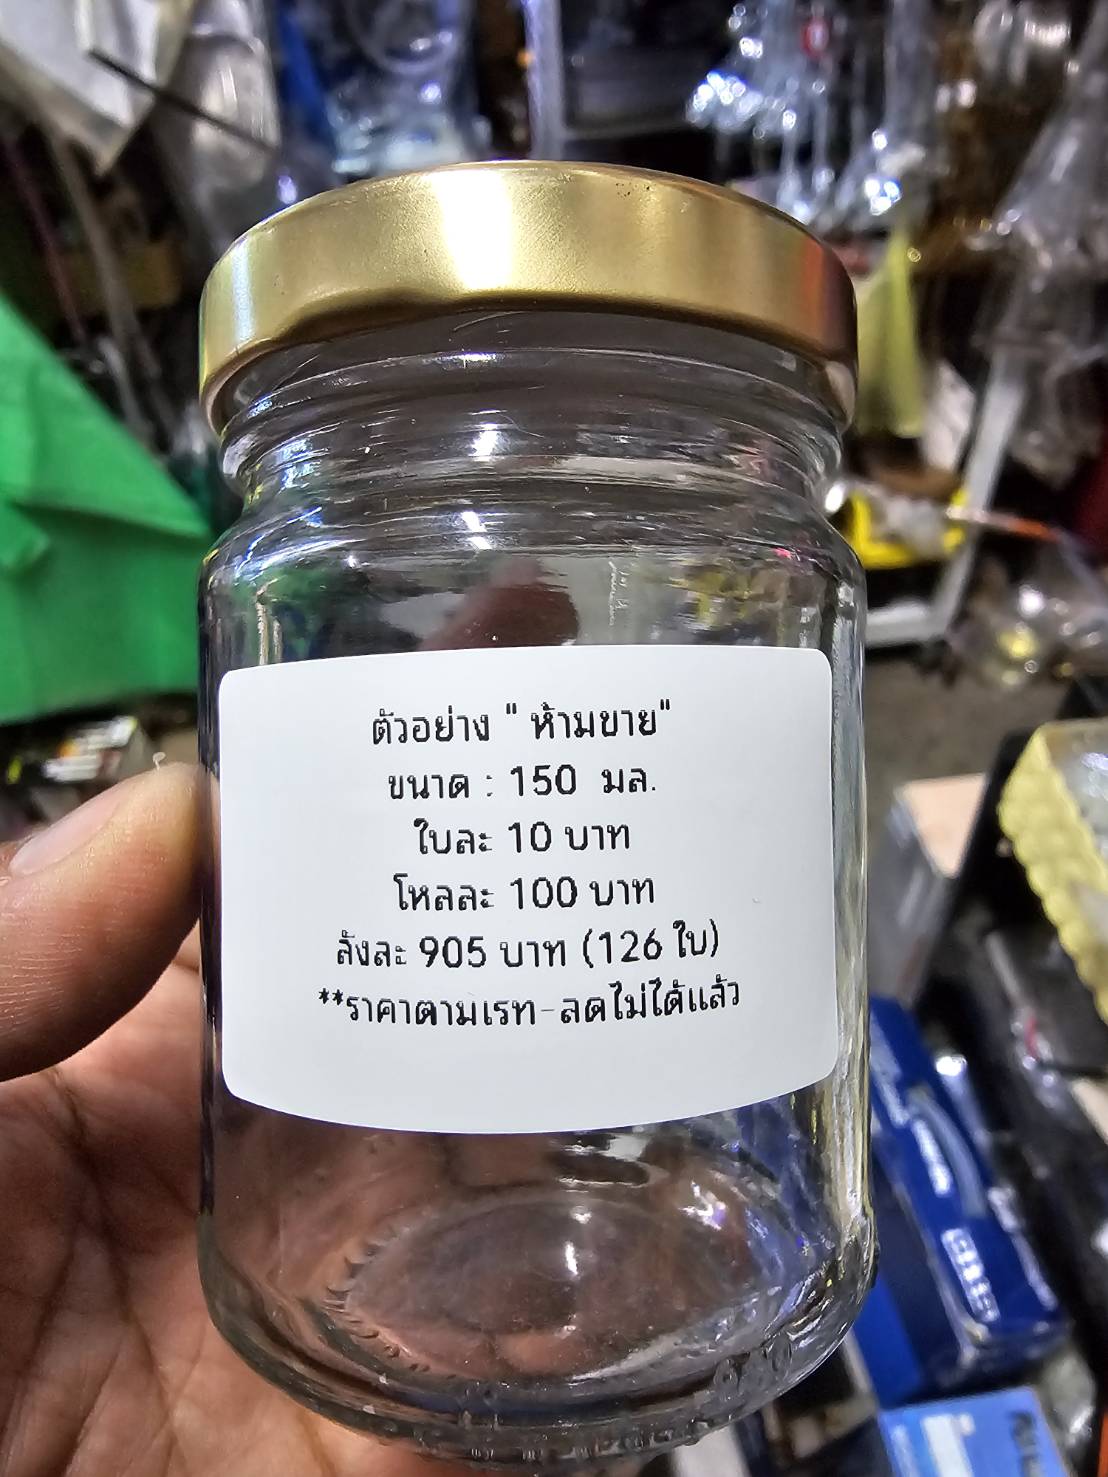 ตัวอย่าง " ห้ามขาย"
ขนาด : 150 มล.
ใบละ 10 บาท
โหลละ 100 บาท
ลังละ 905 บาท (126 ใบ)
**ราคาตามเรท-ลดไม่ได้แล้ว